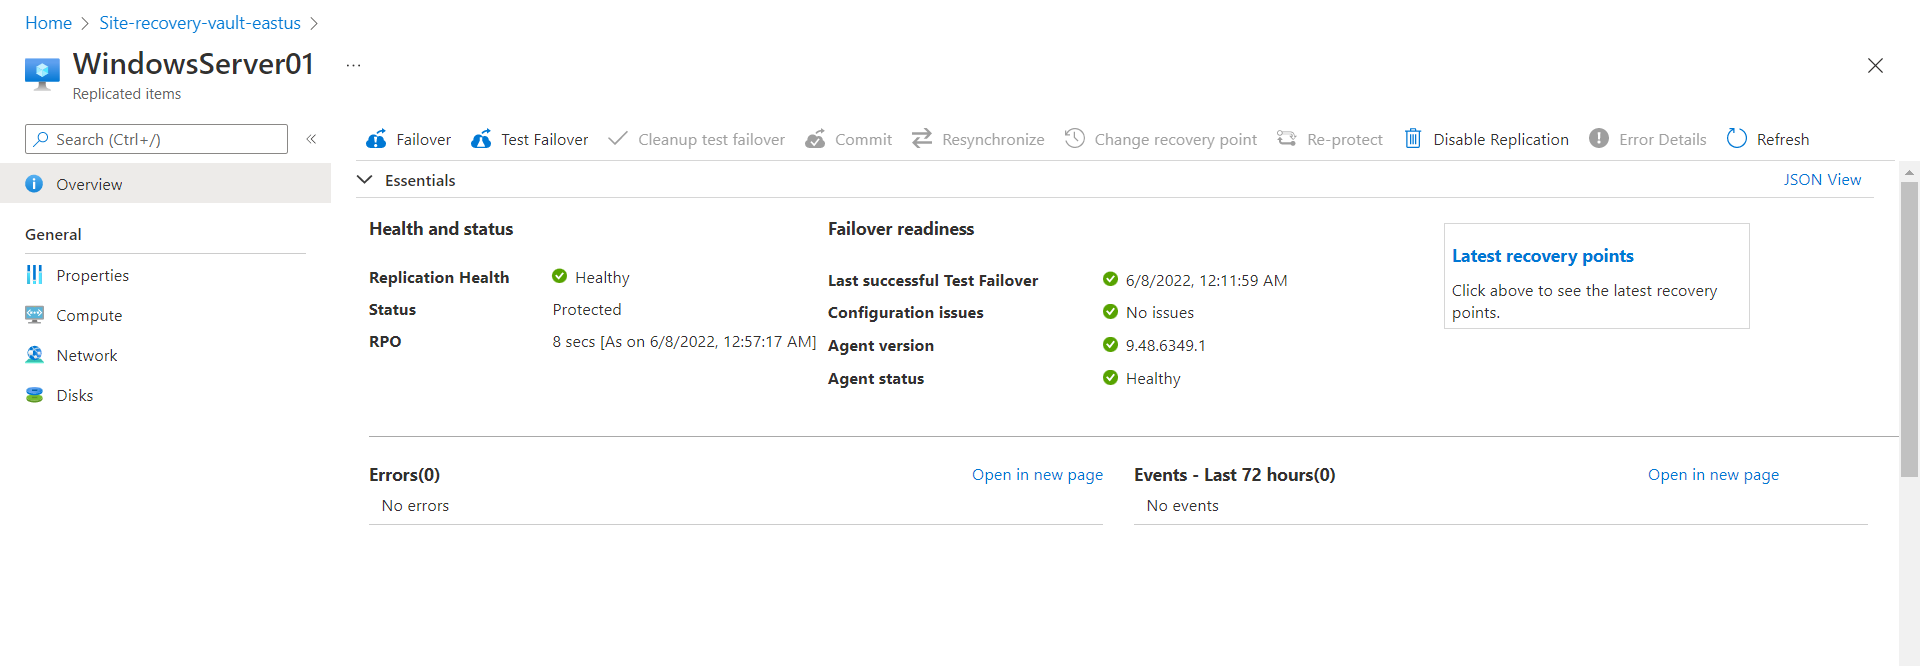 Home > Site-recovery-vault-eastus >
WindowsServer01 ...
Replicated items
Search (Ctrl+/) «
Overview
General
Properties
Compute
Network
Disks
Failover Test Failover Cleanup test failover Commit Resynchronize Change recovery point Re-protect Disable Replication Error Details Refresh
Essentials JSON View
Health and status
Replication Health Healthy
Status Protected
RPO 8 secs [As on 6/8/2022, 12:57:17 AM]
Failover readiness
Last successful Test Failover 6/8/2022, 12:11:59 AM
Configuration issues No issues
Agent version 9.48.6349.1
Agent status Healthy
Latest recovery points
Click above to see the latest recovery
points.
Errors(0) Open in new page
No errors
Events - Last 72 hours(0) Open in new page
No events